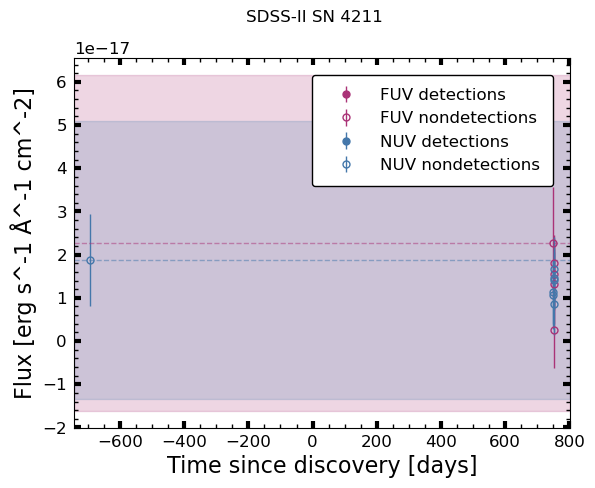 SDSS-II SN 4211
1e−17
FUV detections
FUV nondetections
NUV detections
NUV nondetections
6
5
4
3
2
1
0
−1
−2
Flux [erg s^-1 Å^-1 cm^-2]
−600 −400 −200 0 200 400 600 800
Time since discovery [days]